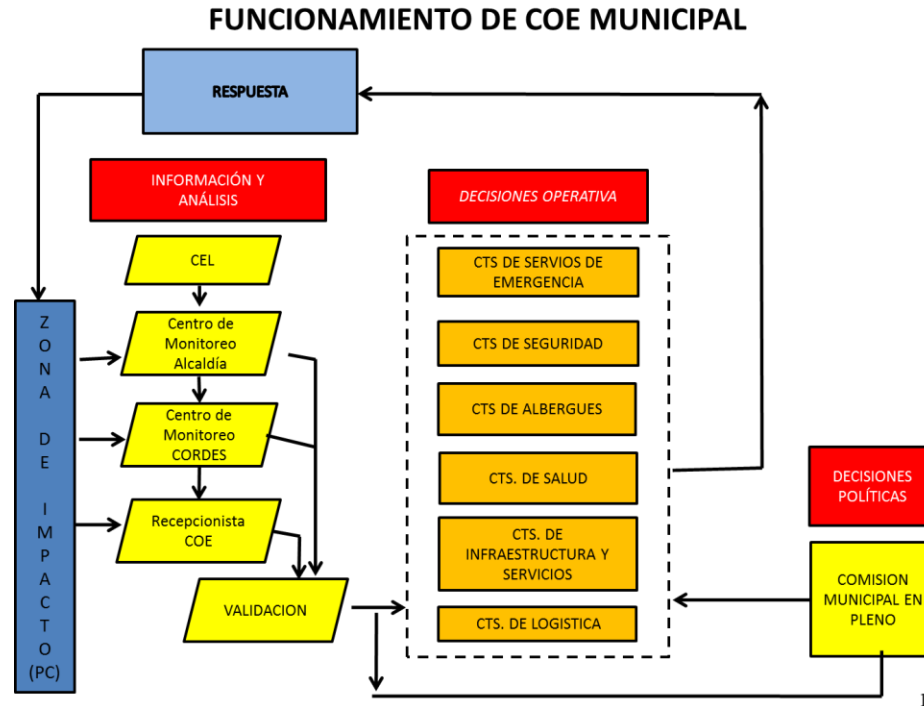 FUNCIONAMIENTO DE COE MUNICIPAL
RESPUESTA
INFORMACIÓN Y
ANÁLISIS
DECISIONES OPERATIVA
CEL
CTS DE SERVIOS DE
EMERGENCIA
Z
O
N
A
D
E
I
M
P
A
C
T
O
(PC)
Centro de
Monitoreo
Alcaldía
CTS DE SEGURIDAD
Centro de
Monitoreo
CORDES
CTS DE ALBERGUES
CTS. DE SALUD
DECISIONES
POLÍTICAS
Recepcionista
COE
CTS. DE
INFRAESTRUCTURA Y
SERVICIOS
VALIDACION
CTS. DE LOGISTICA
COMISION
MUNICIPAL EN
PLENO